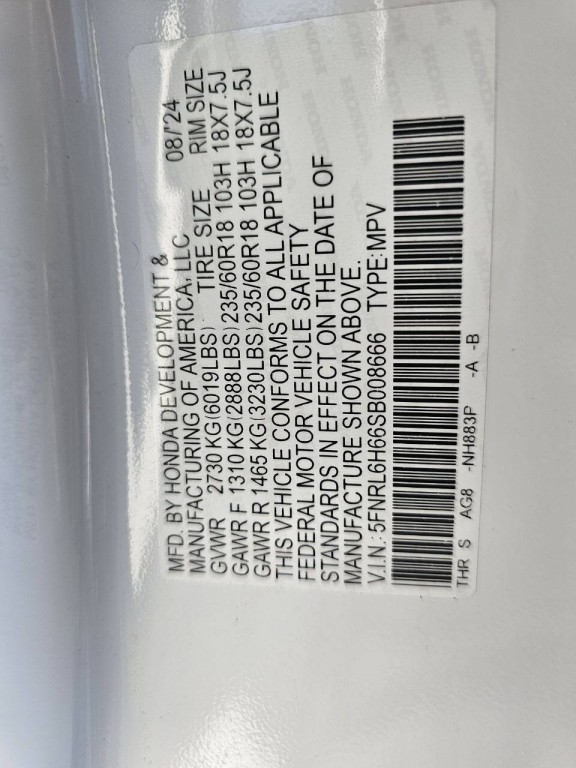 MFD. BY HONDA DEVELOPMENT &
MANUFACTURING OF AMERICA, LLC 08/'24
GVWR 2730 KG(6019LBS) TIRE SIZE RIM SIZE
GAWR F 1310 KG(2888LBS) 235/60R18 103H 18X7.5J
GAWR R 1465 KG(3230LBS) 235/60R18 103H 18X7.5J
THIS VEHICLE CONFORMS TO ALL APPLICABLE
FEDERAL MOTOR VEHICLE SAFETY
STANDARDS IN EFFECT ON THE DATE OF
MANUFACTURE SHOWN ABOVE.
V.I.N.: 5FNRL6H66SB008666 TYPE:MPV
THR S AG8 -NH883P -A -B